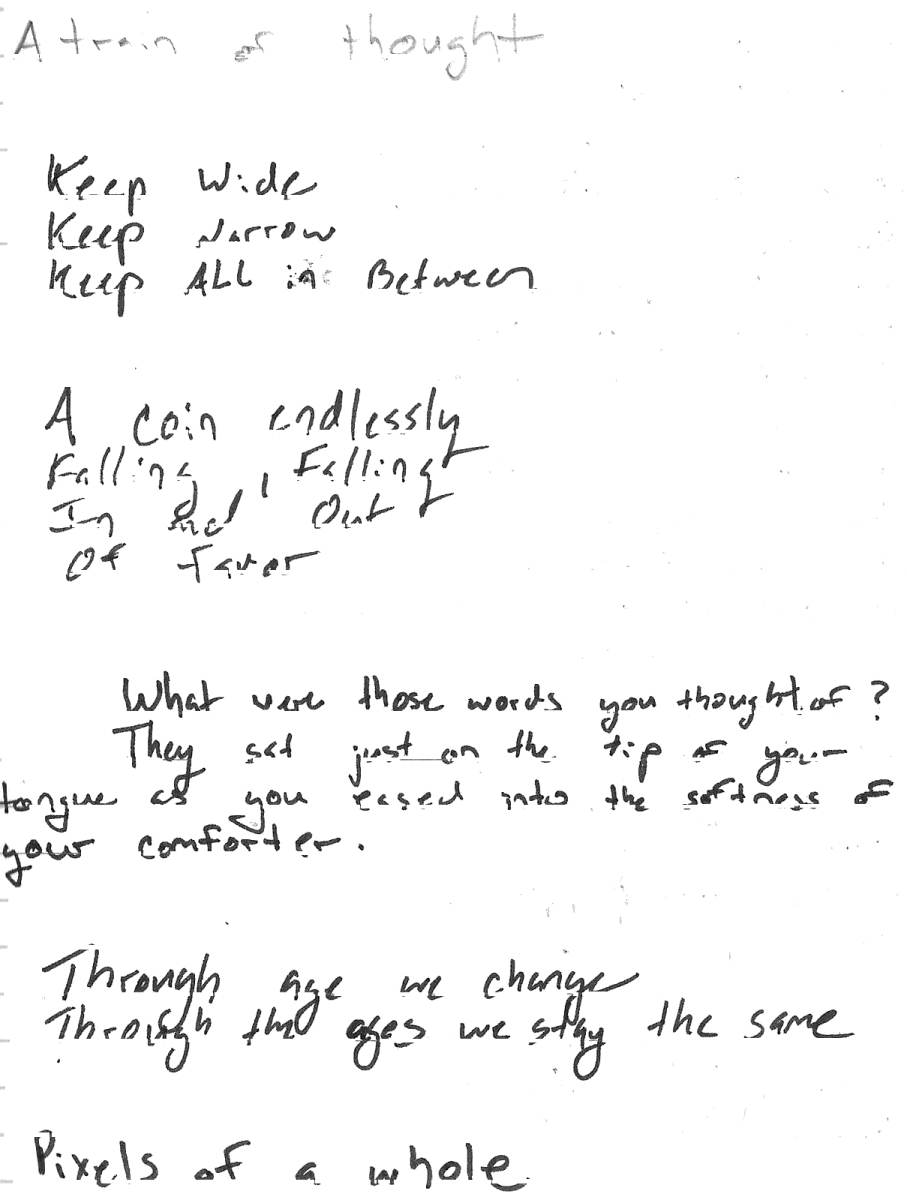 A train of thought
Keep Wide
Keep Narrow
Keep ALL in Between
A coin endlessly
Falling, Falling
In and Out
Of Favor
What were those words you thought of?
They sat just on the tip of your
tongue as you eased into the softness of
your comforter.
Through age we change
Through the ages we stay the same
Pixels of a whole